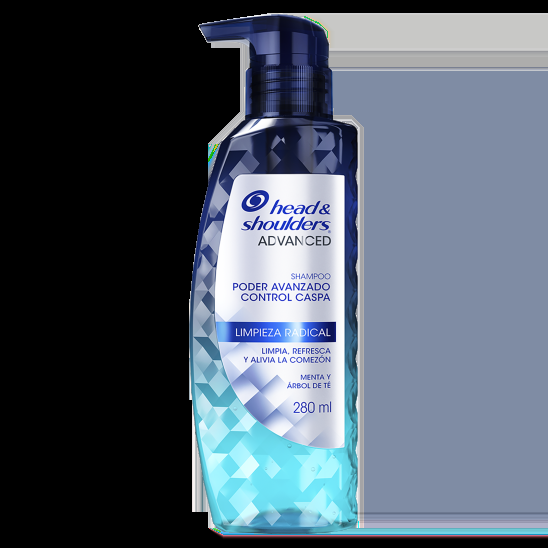 head &
shoulders®
ADVANCED
SHAMPOO
PODER AVANZADO
CONTROL CASPA
LIMPIEZA RADICAL
LIMPIA, REFRESCA
Y ALIVIA LA COMEZÓN
MENTA Y
ÁRBOL DE TÉ
280 ml